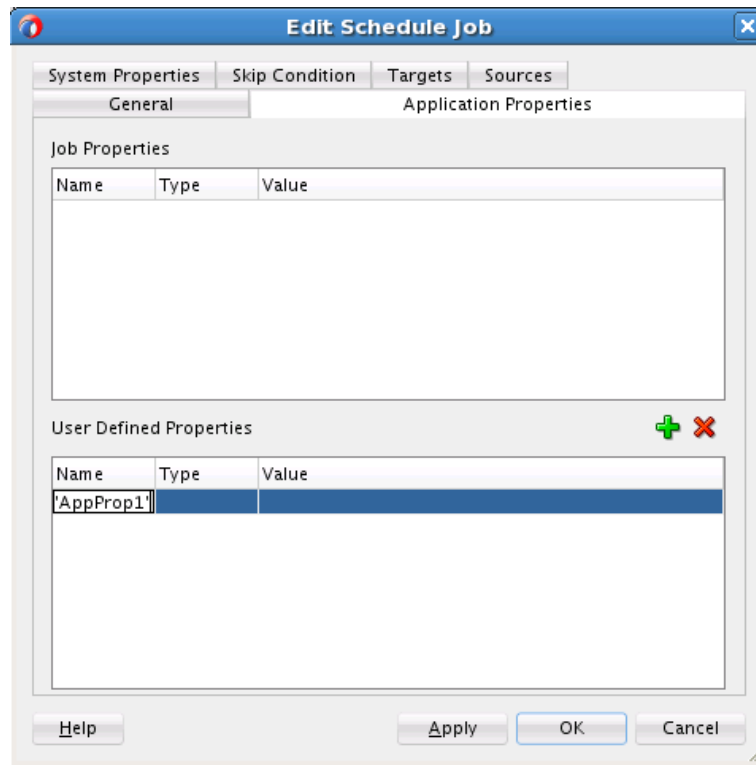 Edit Schedule Job
System Properties Skip Condition Targets Sources
General Application Properties
Job Properties
Name Type Value
User Defined Properties
Name Type Value
'AppProp1'
Help Apply OK Cancel